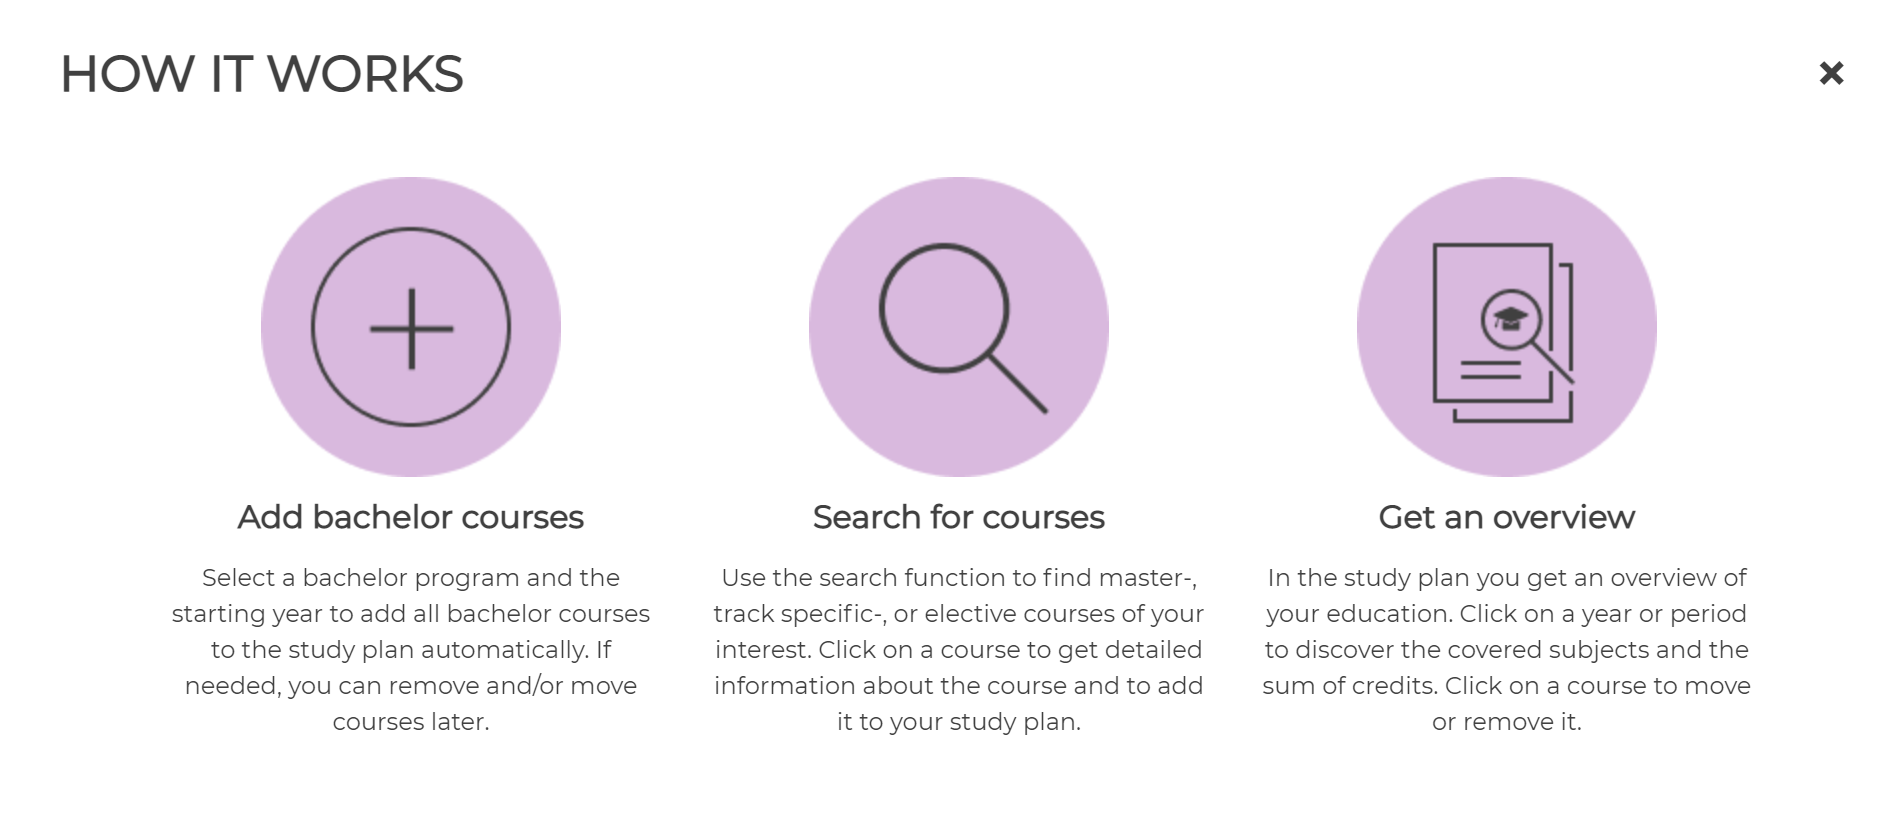 HOW IT WORKS
Add bachelor courses
Select a bachelor program and the
starting year to add all bachelor courses
to the study plan automatically. If
needed, you can remove and/or move
courses later.
Search for courses
Use the search function to find master-,
track specific-, or elective courses of your
interest. Click on a course to get detailed
information about the course and to add
it to your study plan.
Get an overview
In the study plan you get an overview of
your education. Click on a year or period
to discover the covered subjects and the
sum of credits. Click on a course to move
or remove it.